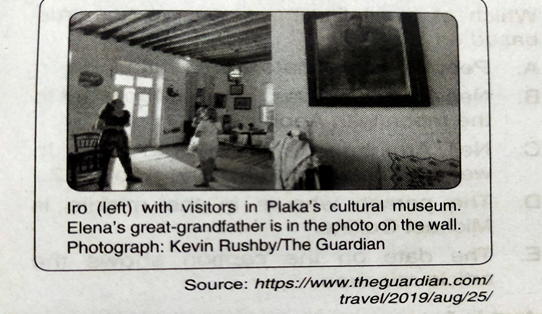 Iro (left) with visitors in Plaka's cultural museum.
Elena's great-grandfather is in the photo on the wall.
Photograph: Kevin Rushby/The Guardian
Source: https://www.theguardian.com/
travel/2019/aug/25/